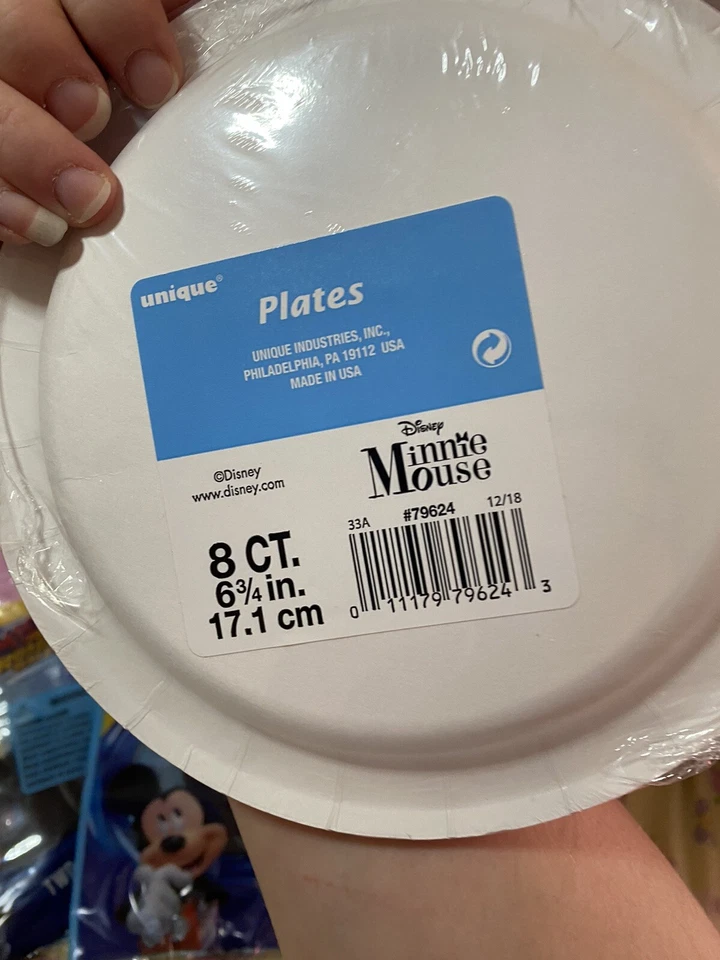 unique®
Plates
UNIQUE INDUSTRIES, INC.,
PHILADELPHIA, PA 19112 USA
MADE IN USA
©Disney
www.disney.com
Disney
Minnie
Mouse
8 CT.
6¾ in.
17.1 cm
33A #79624 12/18
0 11179 79624 3